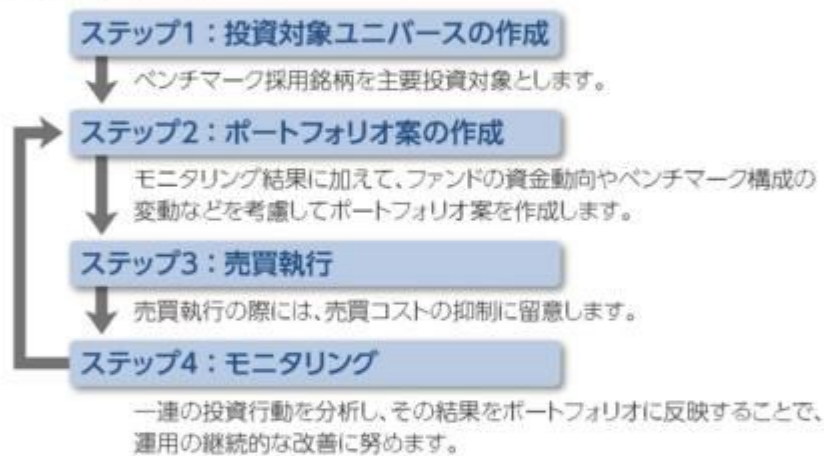 ステップ1：投資対象ユニバースの作成
ベンチマーク採用銘柄を主要投資対象とします。
ステップ2：ポートフォリオ案の作成
モニタリング結果に加えて、ファンドの資金動向やベンチマーク構成の
変動などを考慮してポートフォリオ案を作成します。
ステップ3：売買執行
売買執行の際には、売買コストの抑制に留意します。
ステップ4：モニタリング
一連の投資行動を分析し、その結果をポートフォリオに反映することで、
運用の継続的な改善に努めます。